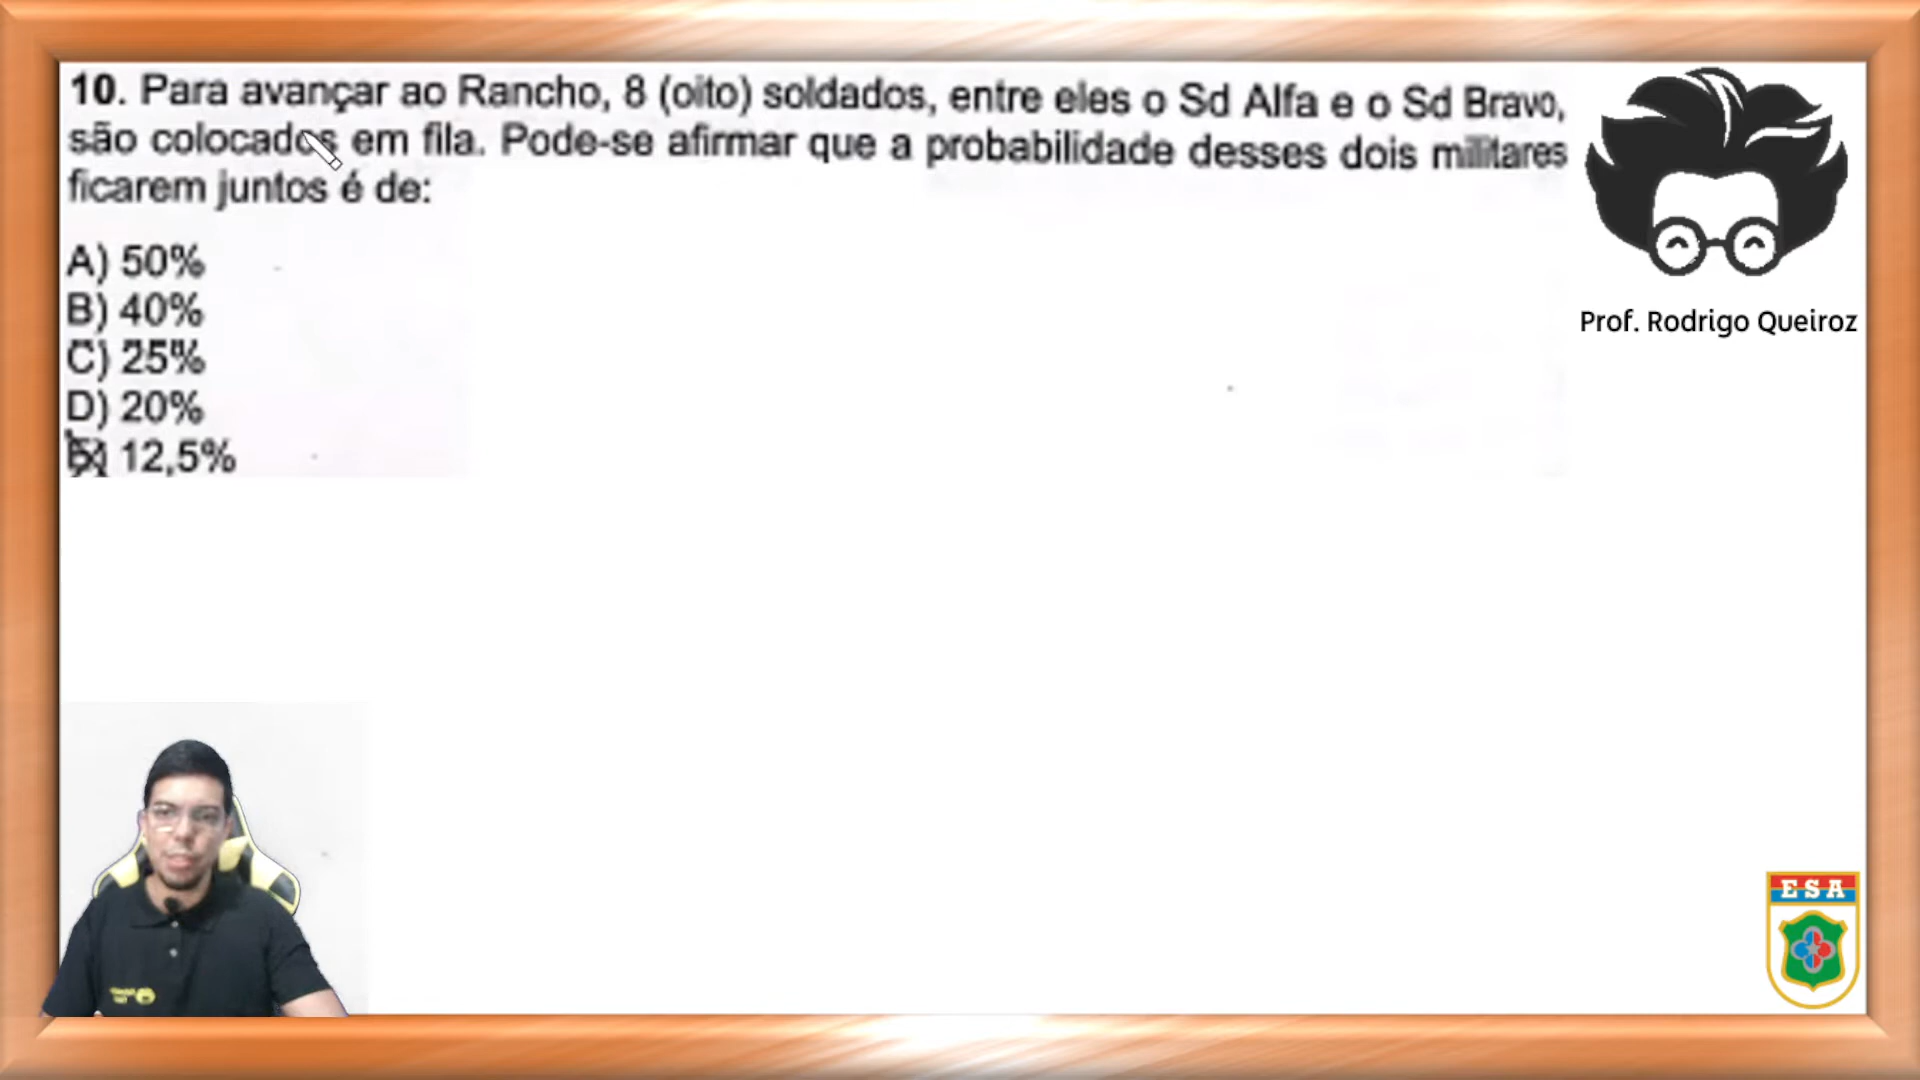 10. Para avançar ao Rancho, 8 (oito) soldados, entre eles o Sd Alfa e o Sd Bravo,
são colocados em fila. Pode-se afirmar que a probabilidade desses dois militares
ficarem juntos é de:
A) 50%
B) 40%
C) 25%
D) 20%
E) 12,5%
Prof. Rodrigo Queiroz
ESA